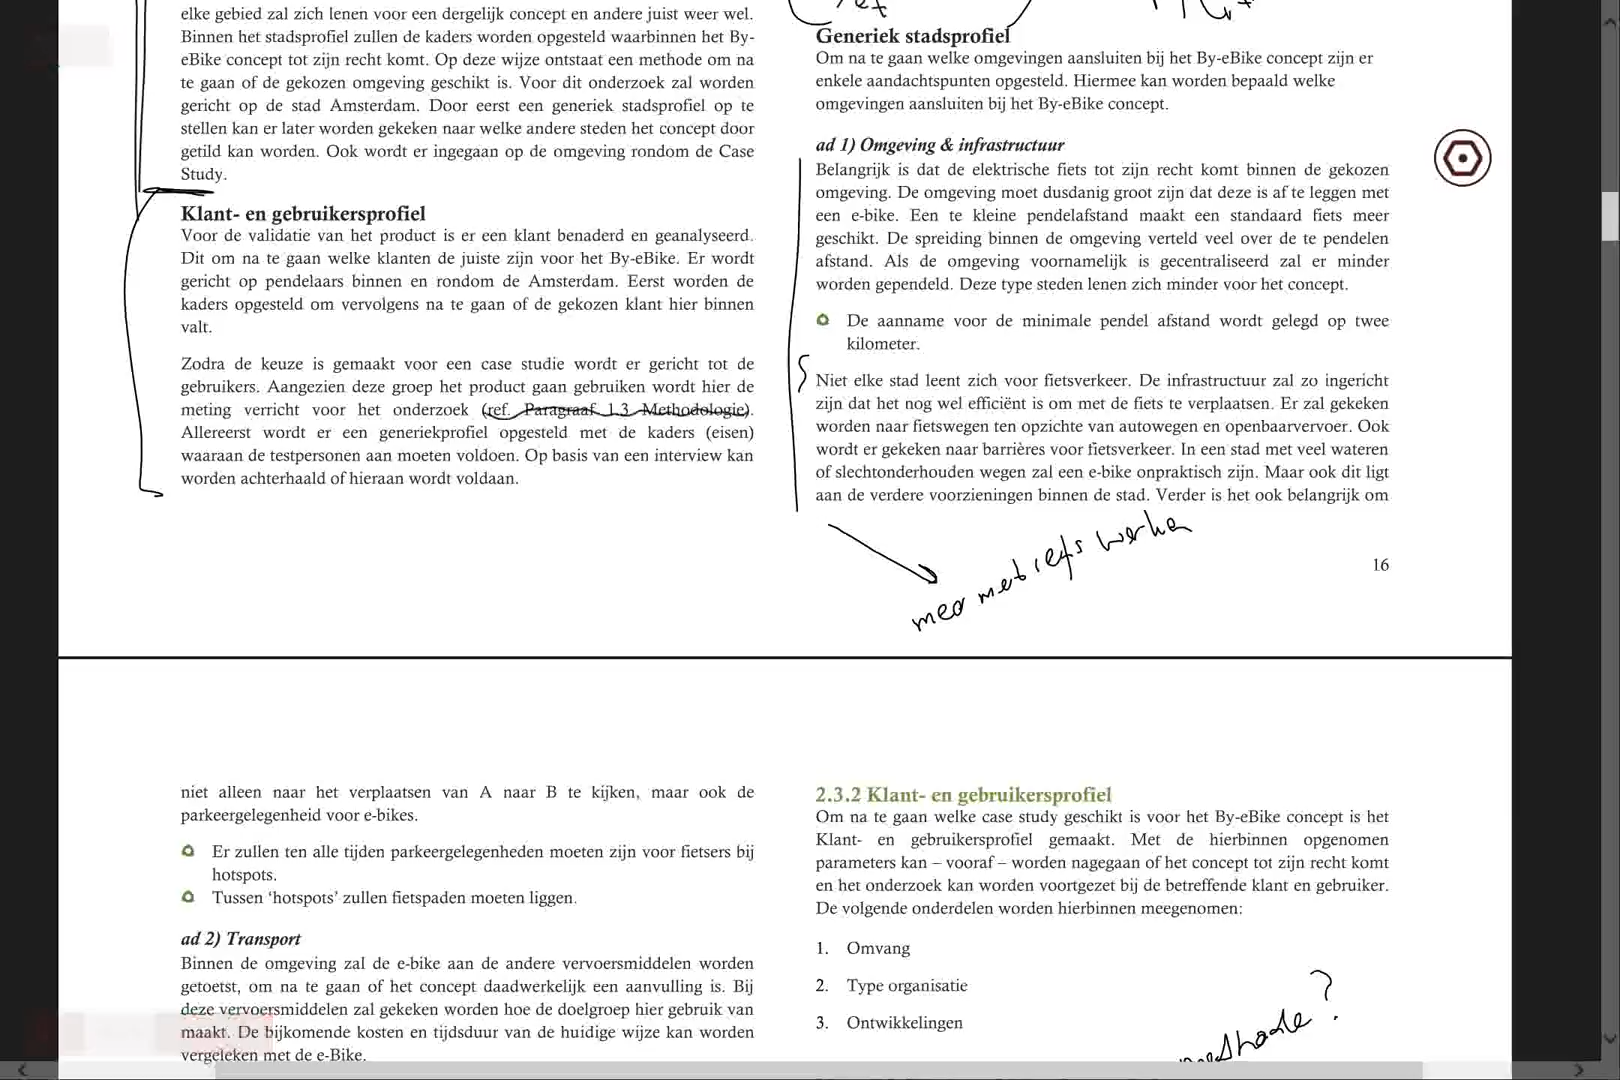 elke gebied zal zich lenen voor een dergelijk concept en andere juist weer wel.
Binnen het stadsprofiel zullen de kaders worden opgesteld waarbinnen het By-
eBike concept tot zijn recht komt. Op deze wijze ontstaat een methode om na
te gaan of de gekozen omgeving geschikt is. Voor dit onderzoek zal worden
gericht op de stad Amsterdam. Door eerst een generiek stadsprofiel op te
stellen kan er later worden gekeken naar welke andere steden het concept door
getild kan worden. Ook wordt er ingegaan op de omgeving rondom de Case
Study.
Klant- en gebruikersprofiel
Voor de validatie van het product is er een klant benaderd en geanalyseerd.
Dit om na te gaan welke klanten de juiste zijn voor het By-eBike. Er wordt
gericht op pendelaars binnen en rondom de Amsterdam. Eerst worden de
kaders opgesteld om vervolgens na te gaan of de gekozen klant hier binnen
valt.
Zodra de keuze is gemaakt voor een case studie wordt er gericht tot de
gebruikers. Aangezien deze groep het product gaan gebruiken wordt hier de
meting verricht voor het onderzoek (ref. Paragraaf 1.3 Methodologie).
Allereerst wordt er een generiekprofiel opgesteld met de kaders (eisen)
waaraan de testpersonen aan moeten voldoen. Op basis van een interview kan
worden achterhaald of hieraan wordt voldaan.
Generiek stadsprofiel
Om na te gaan welke omgevingen aansluiten bij het By-eBike concept zijn er
enkele aandachtspunten opgesteld. Hiermee kan worden bepaald welke
omgevingen aansluiten bij het By-eBike concept.
ad 1) Omgeving & infrastructuur
Belangrijk is dat de elektrische fiets tot zijn recht komt binnen de gekozen
omgeving. De omgeving moet dusdanig groot zijn dat deze is af te leggen met
een e-bike. Een te kleine pendelafstand maakt een standaard fiets meer
geschikt. De spreiding binnen de omgeving verteld veel over de te pendelen
afstand. Als de omgeving voornamelijk is gecentraliseerd zal er minder
worden gependeld. Deze type steden lenen zich minder voor het concept.
De aanname voor de minimale pendel afstand wordt gelegd op twee
kilometer.
Niet elke stad leent zich voor fietsverkeer. De infrastructuur zal zo ingericht
zijn dat het nog wel efficiënt is om met de fiets te verplaatsen. Er zal gekeken
worden naar fietswegen ten opzichte van autowegen en openbaarvervoer. Ook
wordt er gekeken naar barrières voor fietsverkeer. In een stad met veel wateren
of slechtonderhouden wegen zal een e-bike onpraktisch zijn. Maar ook dit ligt
aan de verdere voorzieningen binnen de stad. Verder is het ook belangrijk om
werken
16
niet alleen naar het verplaatsen van A naar B te kijken, maar ook de
parkeergelegenheid voor e-bikes.
Er zullen ten alle tijden parkeergelegenheden moeten zijn voor fietsers bij
hotspots.
Tussen ‘hotspots’ zullen fietspaden moeten liggen.
ad 2) Transport
Binnen de omgeving zal de e-bike aan de andere vervoersmiddelen worden
getoetst, om na te gaan of het concept daadwerkelijk een aanvulling is. Bij
deze vervoersmiddelen zal gekeken worden hoe de doelgroep hier gebruik van
maakt. De bijkomende kosten en tijdsduur van de huidige wijze kan worden
vergeleken met de e-Bike.
2.3.2 Klant- en gebruikersprofiel
Om na te gaan welke case study geschikt is voor het By-eBike concept is het
Klant- en gebruikersprofiel gemaakt. Met de hierbinnen opgenomen
parameters kan – vooraf – worden nagegaan of het concept tot zijn recht komt
en het onderzoek kan worden voortgezet bij de betreffende klant en gebruiker.
De volgende onderdelen worden hierbinnen meegenomen:
1. Omvang
2. Type organisatie
3. Ontwikkelingen
methode?